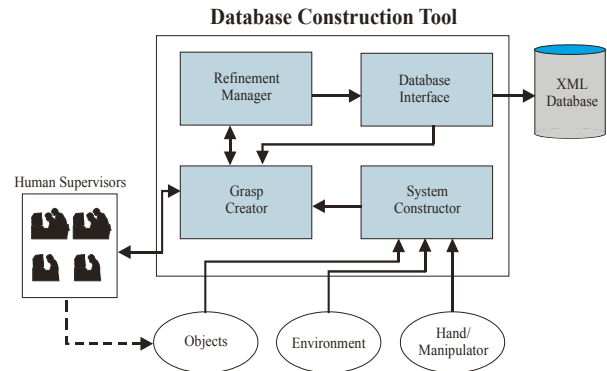 Database Construction Tool
Refinement
Manager
Database
Interface
XML
Database
Human Supervisors
Grasp
Creator
System
Constructor
Objects
Environment
Hand/
Manipulator